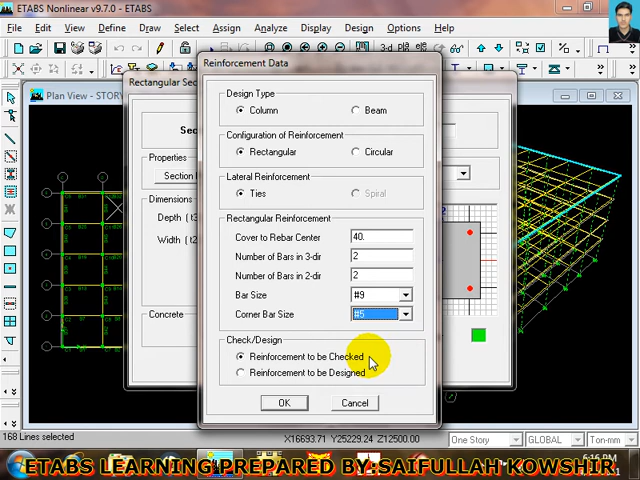 ETABS Nonlinear v9.7.0 - ETABS
File Edit View Define Draw Select Assign Analyze Display Design Options Help
3-d
Plan View - STORY
Rectangular Sec
Reinforcement Data
Design Type
Column Beam
Configuration of Reinforcement
Rectangular Circular
Lateral Reinforcement
Ties Spiral
Rectangular Reinforcement
Cover to Rebar Center 40.
Number of Bars in 3-dir 2
Number of Bars in 2-dir 2
Bar Size #9
Corner Bar Size #5
Check/Design
Reinforcement to be Checked
Reinforcement to be Designed
OK Cancel
Properties
Section
Dimensions
Depth ( t3
Width ( t2
Concrete
168 Lines selected X16693.71 Y25229.24 Z12500.00 One Story GLOBAL Ton-mm
ETABS LEARNING PREPARED BY:SAIFULLAH KOWSHIR